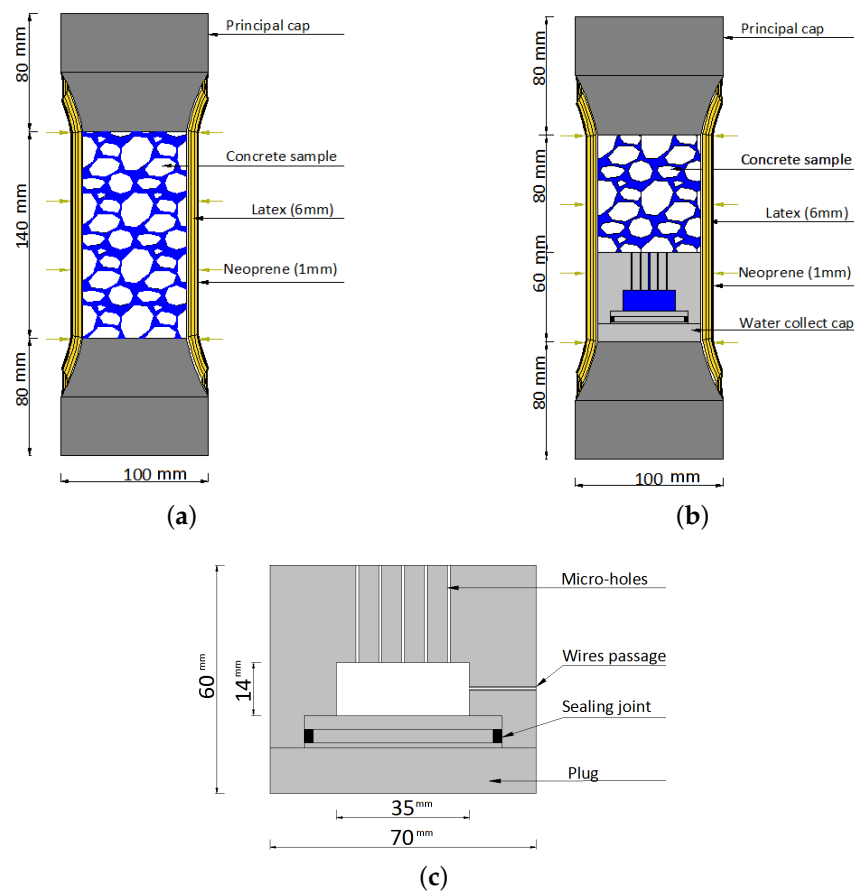 Principal cap
80 mm
Concrete sample
140 mm
Latex (6mm)
Neoprene (1mm)
80 mm
100 mm
(a)
Principal cap
80 mm
Concrete sample
80 mm
Latex (6mm)
60 mm
Neoprene (1mm)
Water collect cap
80 mm
100 mm
(b)
Micro-holes
Wires passage
60 mm
14 mm
Sealing joint
Plug
35 mm
70 mm
(c)